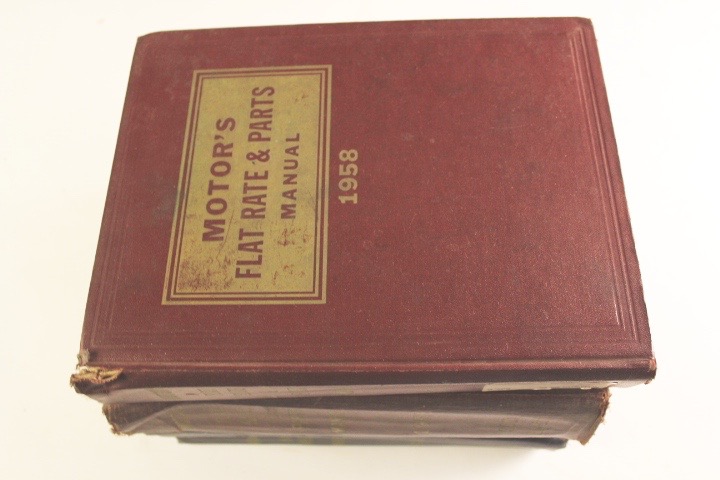 MOTOR'S
FLAT RATE & PARTS
MANUAL
1958